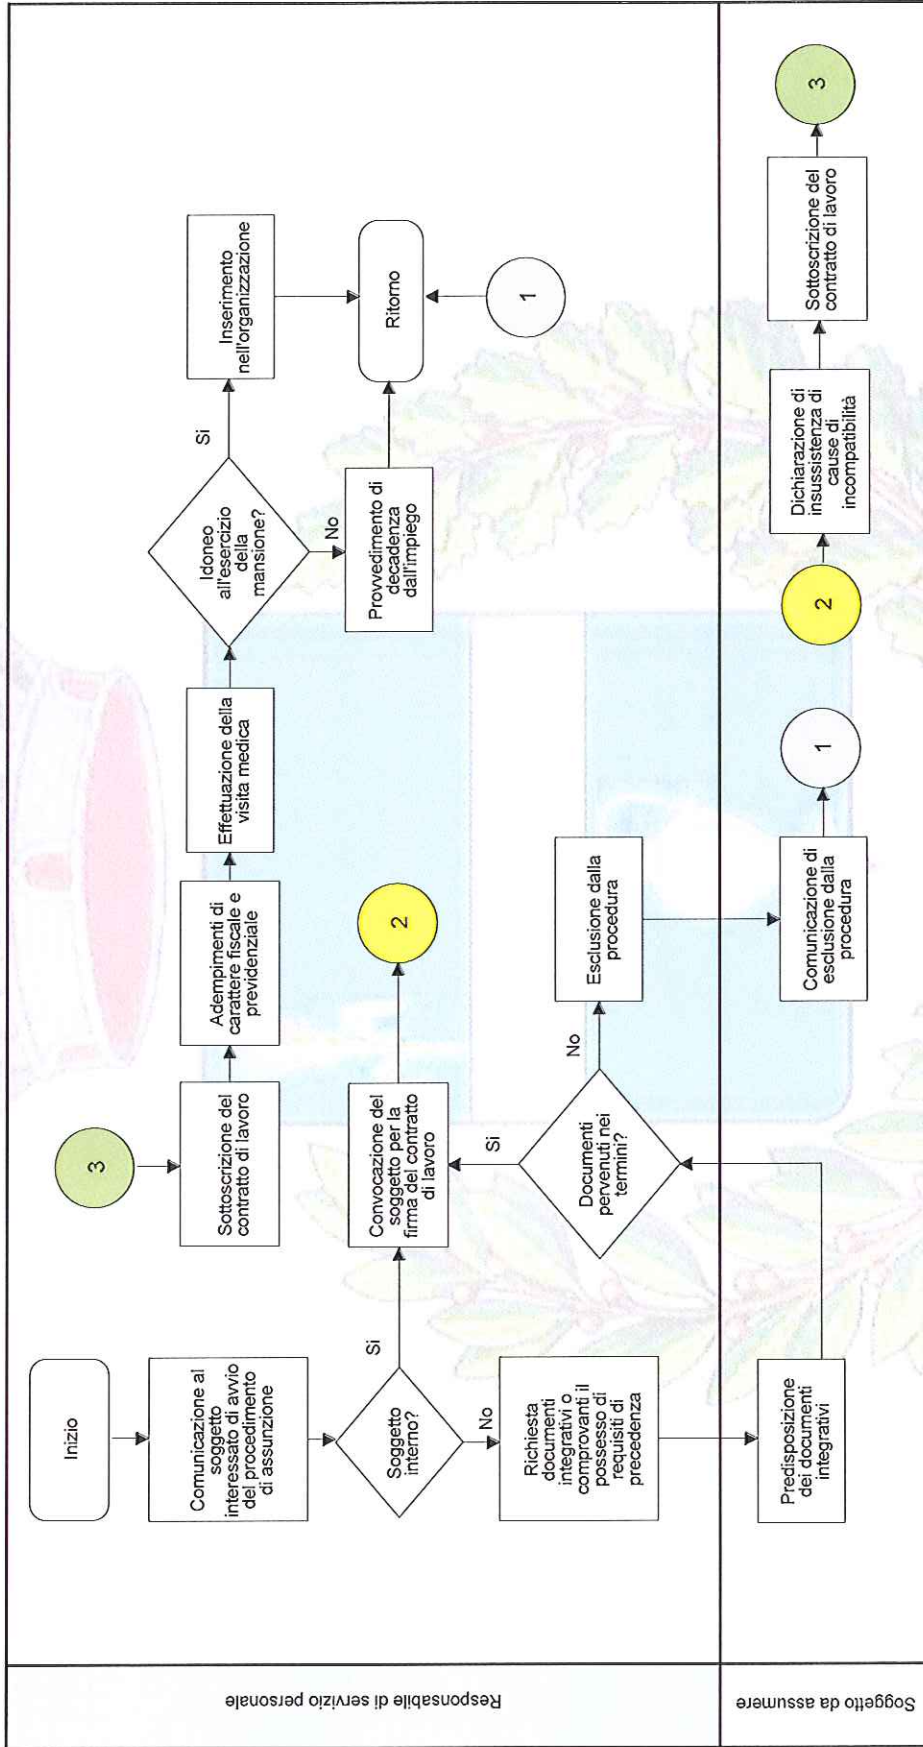 Responsabile di servizio personale
Inizio
Comunicazione al
soggetto
interessato di avvio
del procedimento
di assunzione
Soggetto
interno?
Si
No
Richiesta
documenti
integrativi o
comprovanti il
possesso di
requisiti di
precedenza
3
Sottoscrizione del
contratto di lavoro
Adempimenti di
carattere fiscale e
previdenziale
Effettuazione della
visita medica
Idoneo
all'esercizio
della
mansione?
Si
No
Inserimento
nell'organizzazione
Provvedimento di
decadenza
dall'impiego
Ritorno
1
Convocazione del
soggetto per la
firma del contratto
di lavoro
2
Si
Documenti
pervenuti nei
termini?
No
Esclusione dalla
procedura
Soggetto da assumere
Predisposizione
dei documenti
integrativi
Comunicazione di
esclusione dalla
procedura
1
2
Dichiarazione di
insussistenza di
cause di
incompatibilità
Sottoscrizione del
contratto di lavoro
3